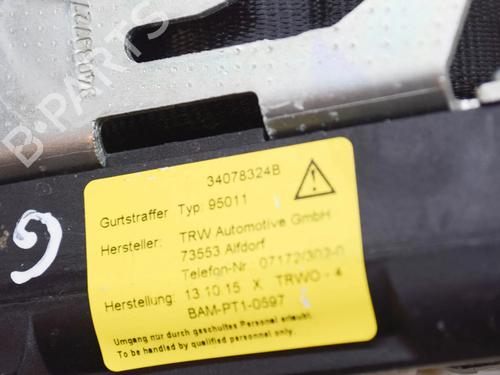 B-PARTS
34078324B
Gurtstraffer Typ: 95011
Hersteller: TRW Automotive GmbH
73553 Alfdorf
Telefon-Nr.: 07172/302-0
Herstellung: 13.10.15 X TRWO - 4
BAM-PT1-0597
Umgang nur durch geschultes Personal erlaubt.
To be handled by qualified personnel only.